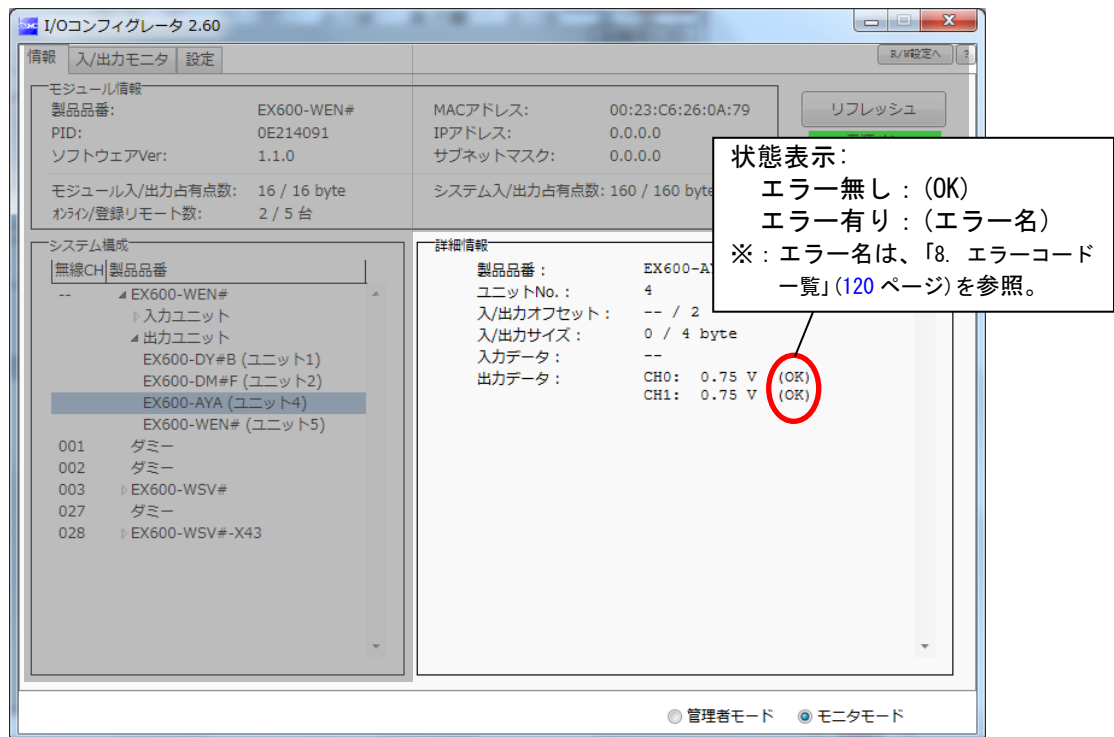 I/Oコンフィグレータ 2.60
情報 入/出力モニタ 設定 R/W設定へ ?
モジュール情報
製品品番: EX600-WEN# MACアドレス: 00:23:C6:26:0A:79 リフレッシュ
PID: 0E214091 IPアドレス: 0.0.0.0
ソフトウェアVer: 1.1.0 サブネットマスク: 0.0.0.0
モジュール入/出力占有点数: 16 / 16 byte システム入/出力占有点数: 160 / 160 byte
オンライン/登録リモート数: 2 / 5 台
状態表示:
エラー無し:(OK)
エラー有り:(エラー名)
※:エラー名は、「8. エラーコード
一覧」(120 ページ)を参照。
システム構成
無線CH 製品品番
-- EX600-WEN#
入力ユニット
出力ユニット
EX600-DY#B (ユニット1)
EX600-DM#F (ユニット2)
EX600-AYA (ユニット4)
EX600-WEN# (ユニット5)
001 ダミー
002 ダミー
003 EX600-WSV#
027 ダミー
028 EX600-WSV#-X43
詳細情報
製品品番: EX600-AY
ユニットNo.: 4
入/出力オフセット: -- / 2
入/出力サイズ: 0 / 4 byte
入力データ: --
出力データ: CH0: 0.75 V (OK)
CH1: 0.75 V (OK)
管理者モード モニタモード